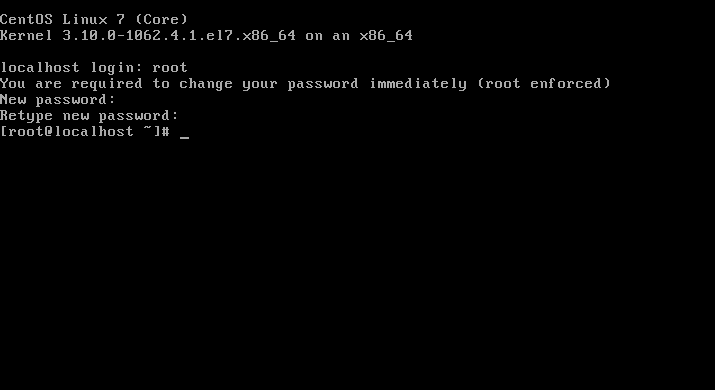 CentOS Linux 7 (Core)
Kernel 3.10.0-1062.4.1.el7.x86_64 on an x86_64
localhost login: root
You are required to change your password immediately (root enforced)
New password:
Retype new password:
[root@localhost ~]# _